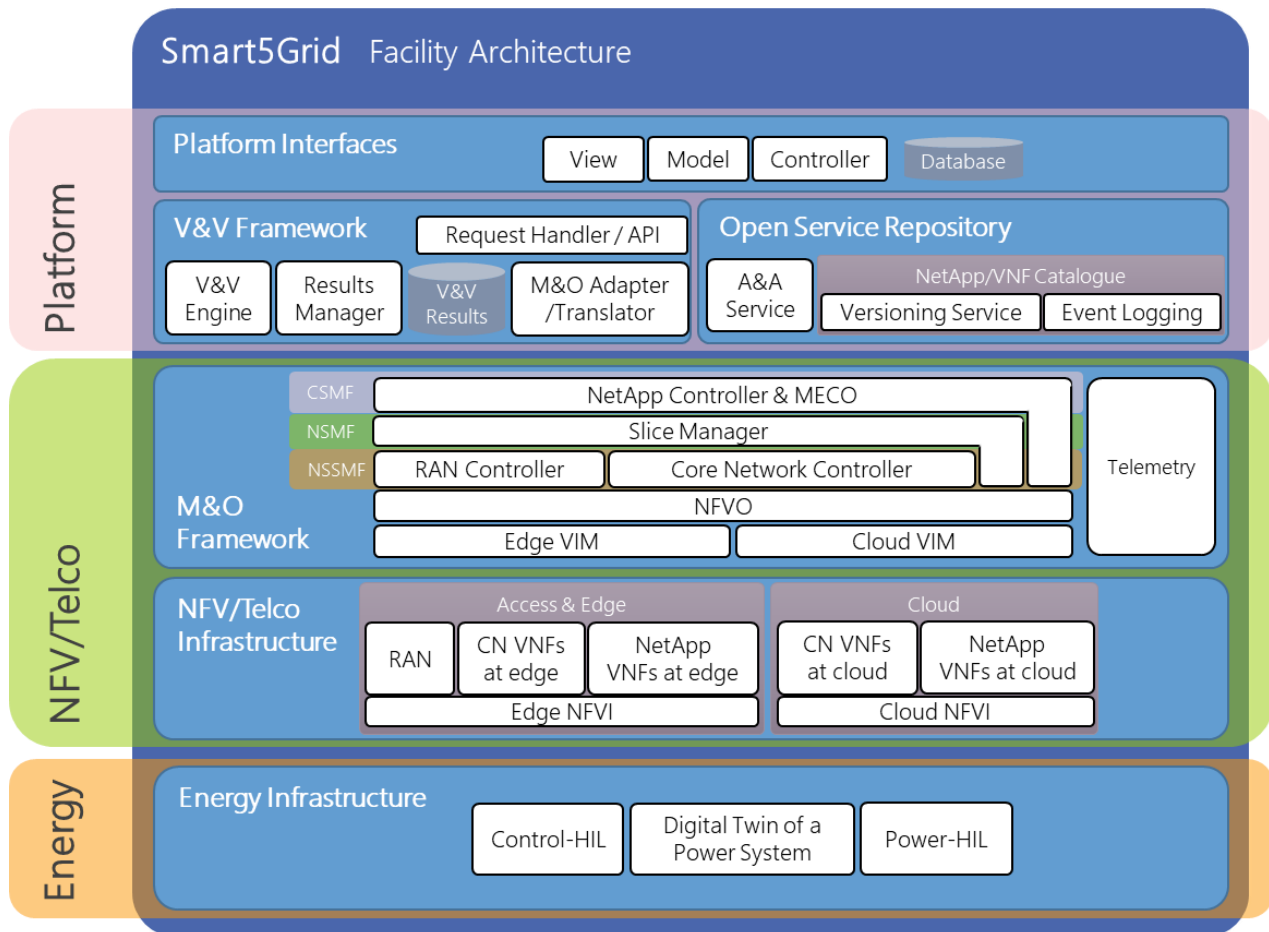 Smart5Grid Facility Architecture
Platform
Platform Interfaces
View
Model
Controller
Database
V&V Framework
Request Handler / API
V&V
Engine
Results
Manager
V&V
Results
M&O Adapter
/Translator
Open Service Repository
A&A
Service
NetApp/VNF Catalogue
Versioning Service
Event Logging
NFV/Telco
M&O
Framework
CSMF
NetApp Controller & MECO
NSMF
Slice Manager
NSSMF
RAN Controller
Core Network Controller
NFVO
Edge VIM
Cloud VIM
Telemetry
NFV/Telco
Infrastructure
Access & Edge
RAN
CN VNFs
at edge
NetApp
VNFs at edge
Edge NFVI
Cloud
CN VNFs
at cloud
NetApp
VNFs at cloud
Cloud NFVI
Energy
Energy Infrastructure
Control-HIL
Digital Twin of a
Power System
Power-HIL